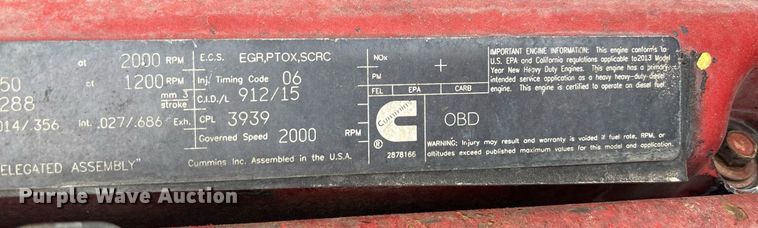 at 2000 RPM
50 ct 1200 RPM
288 mm 3 stroke
014/.356 Int. .027/.686 Exh.
ELEGATED ASSEMBLY"
E.C.S. EGR,PTOX,SCRC
Inj. Timing Code 06
C.I.D./L 912/15
CPL 3939
Governed Speed 2000 RPM
Cummins Inc. Assembled in the U.S.A.
NOx
PM
FEL EPA CARB
Cummins
®
2878166
OBD
IMPORTANT ENGINE INFORMATION: This engine conforms to
U.S. EPA and California regulations applicable to 2013 Model
Year New Heavy Duty Engines. This engine has a primary
intended service application as a heavy heavy-duty-diesel
engine. This engine is certified to operate on diesel fuel.
WARNING: Injury may result and warranty is voided if fuel rate, RPM, or
altitudes exceed published maximum values for this model and application.
Purple Wave Auction